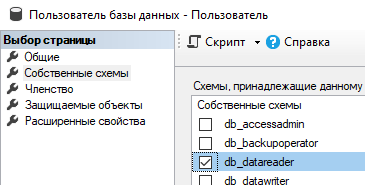 Пользователь базы данных - Пользователь
Выбор страницы
Общие
Собственные схемы
Членство
Защищаемые объекты
Расширенные свойства
Скрипт
Справка
Схемы, принадлежащие данному
Собственные схемы
db_accessadmin
db_backupoperator
db_datareader
db_datawriter